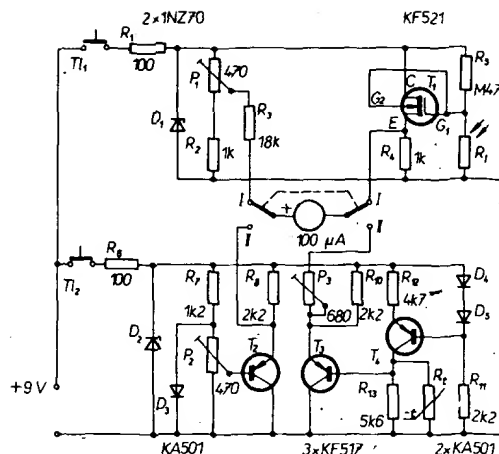 2×1NZ70 KF521
R1
Tl1 100
P1 470
R3
18k
D1
R2 1k
G2 C T1
G1
E
R4
1k
R5
M47
R1
I + I
100 µA
II II
R6
Tl2 100
R7
1k2
R8
2k2
P3
680
R10
2k2
R12
4k7
D4
D5
D2
P2
470
T2
T3
T4
D3
+9V
R13
5k6
-t
Rt
R11
2k2
KA501 3×KF517 2×KA501